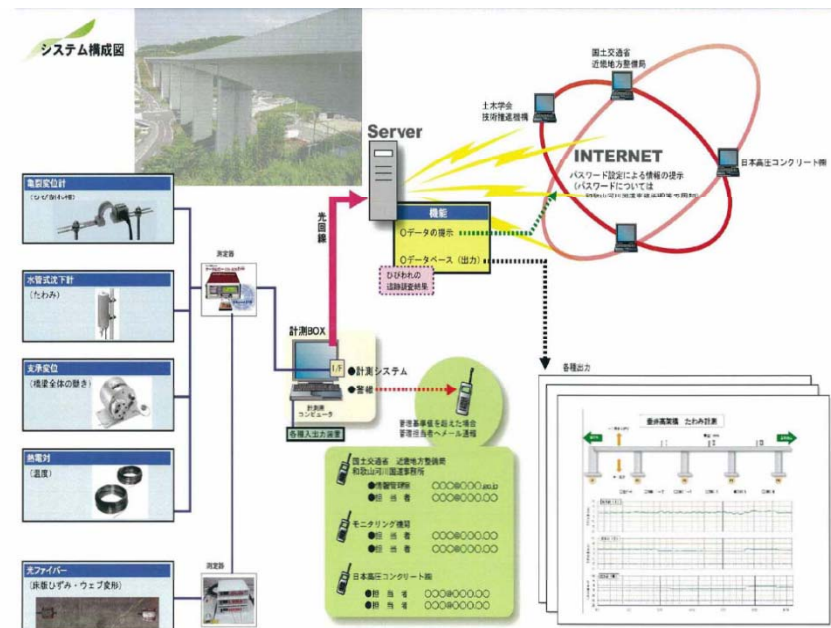 システム構成図
国土交通省
近畿地方整備局
土木学会
技術推進機構
Server
INTERNET
日本高圧コンクリート㈱
パスワード設定による情報の提示
(パスワードについては
機能
○データの提示
○データベース(出力)
ひびわれの
追跡調査結果
光回線
亀裂変位計
測定器
水管式沈下計
(たわみ)
支承変位
(橋梁全体の動き)
熱電対
(温度)
光ファイバー
(床版ひずみ・ウェブ変形)
測定器
計測BOX
I/F
●計測システム
●警報
計測用
コンピュータ
各種入出力装置
管理基準値を超えた場合
管理担当者へメール通報
国土交通省 近畿地方整備局
和歌山河川国道事務所
●情報管理室
●担 当 者 ○○○@○○○.○○
モニタリング機関
●担 当 者 ○○○@○○○.○○
●担 当 者 ○○○@○○○.○○
日本高圧コンクリート㈱
●担 当 者 ○○○@○○○.○○
●担 当 者 ○○○@○○○.○○
各種出力
たわみ計測